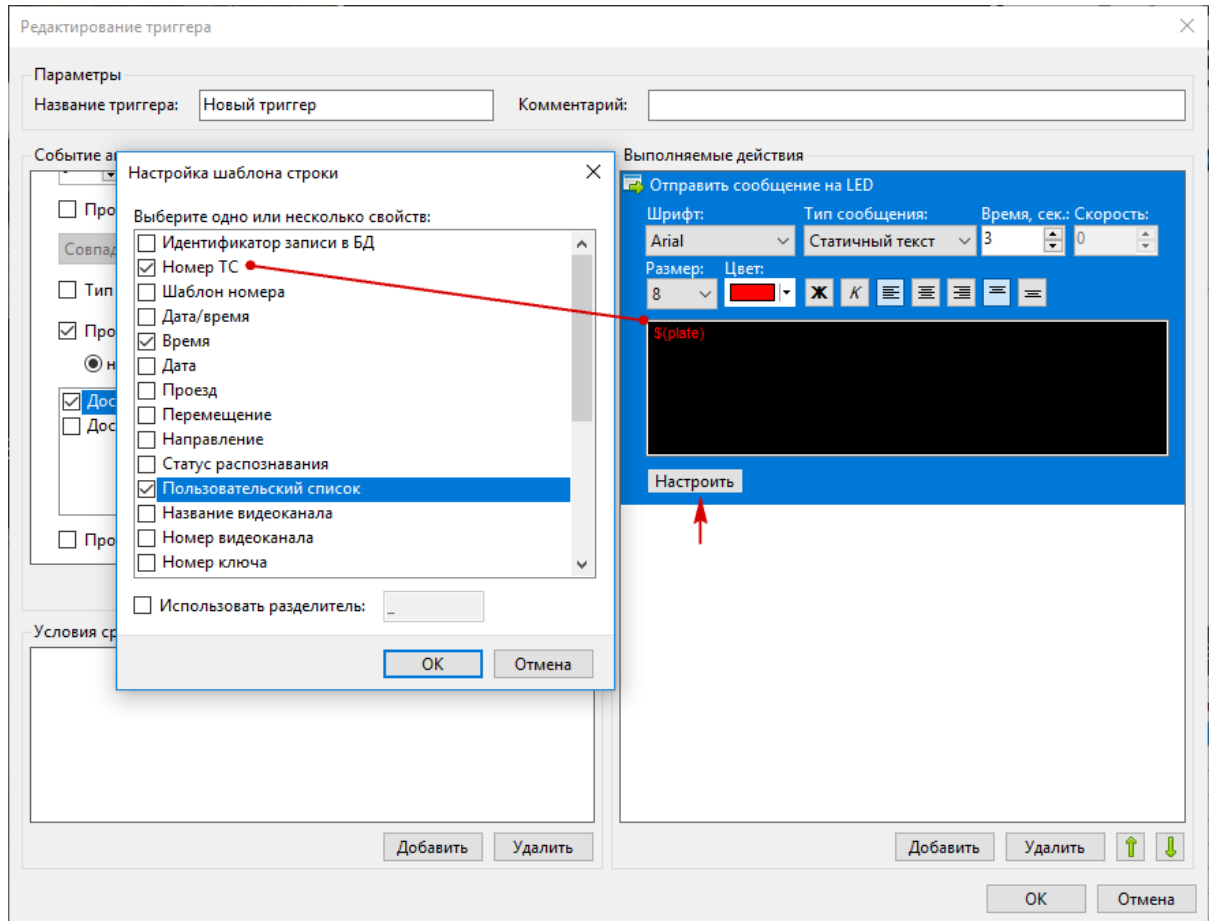 Редактирование триггера
Параметры
Название триггера: Новый триггер Комментарий:
Событие а
Выполняемые действия
Про
Совпад
Тип
Про
н
Дос
Дос
Про
Настройка шаблона строки
Выберите одно или несколько свойств:
Идентификатор записи в БД
Номер ТС
Шаблон номера
Дата/время
Время
Дата
Проезд
Перемещение
Направление
Статус распознавания
Пользовательский список
Название видеоканала
Номер видеоканала
Номер ключа
Использовать разделитель: _
ОК Отмена
Отправить сообщение на LED
Шрифт: Тип сообщения: Время, сек.: Скорость:
Arial Статичный текст 3 0
Размер: Цвет:
8 Ж К
$(plate)
Настроить
Условия ср
Добавить Удалить
Добавить Удалить
ОК Отмена